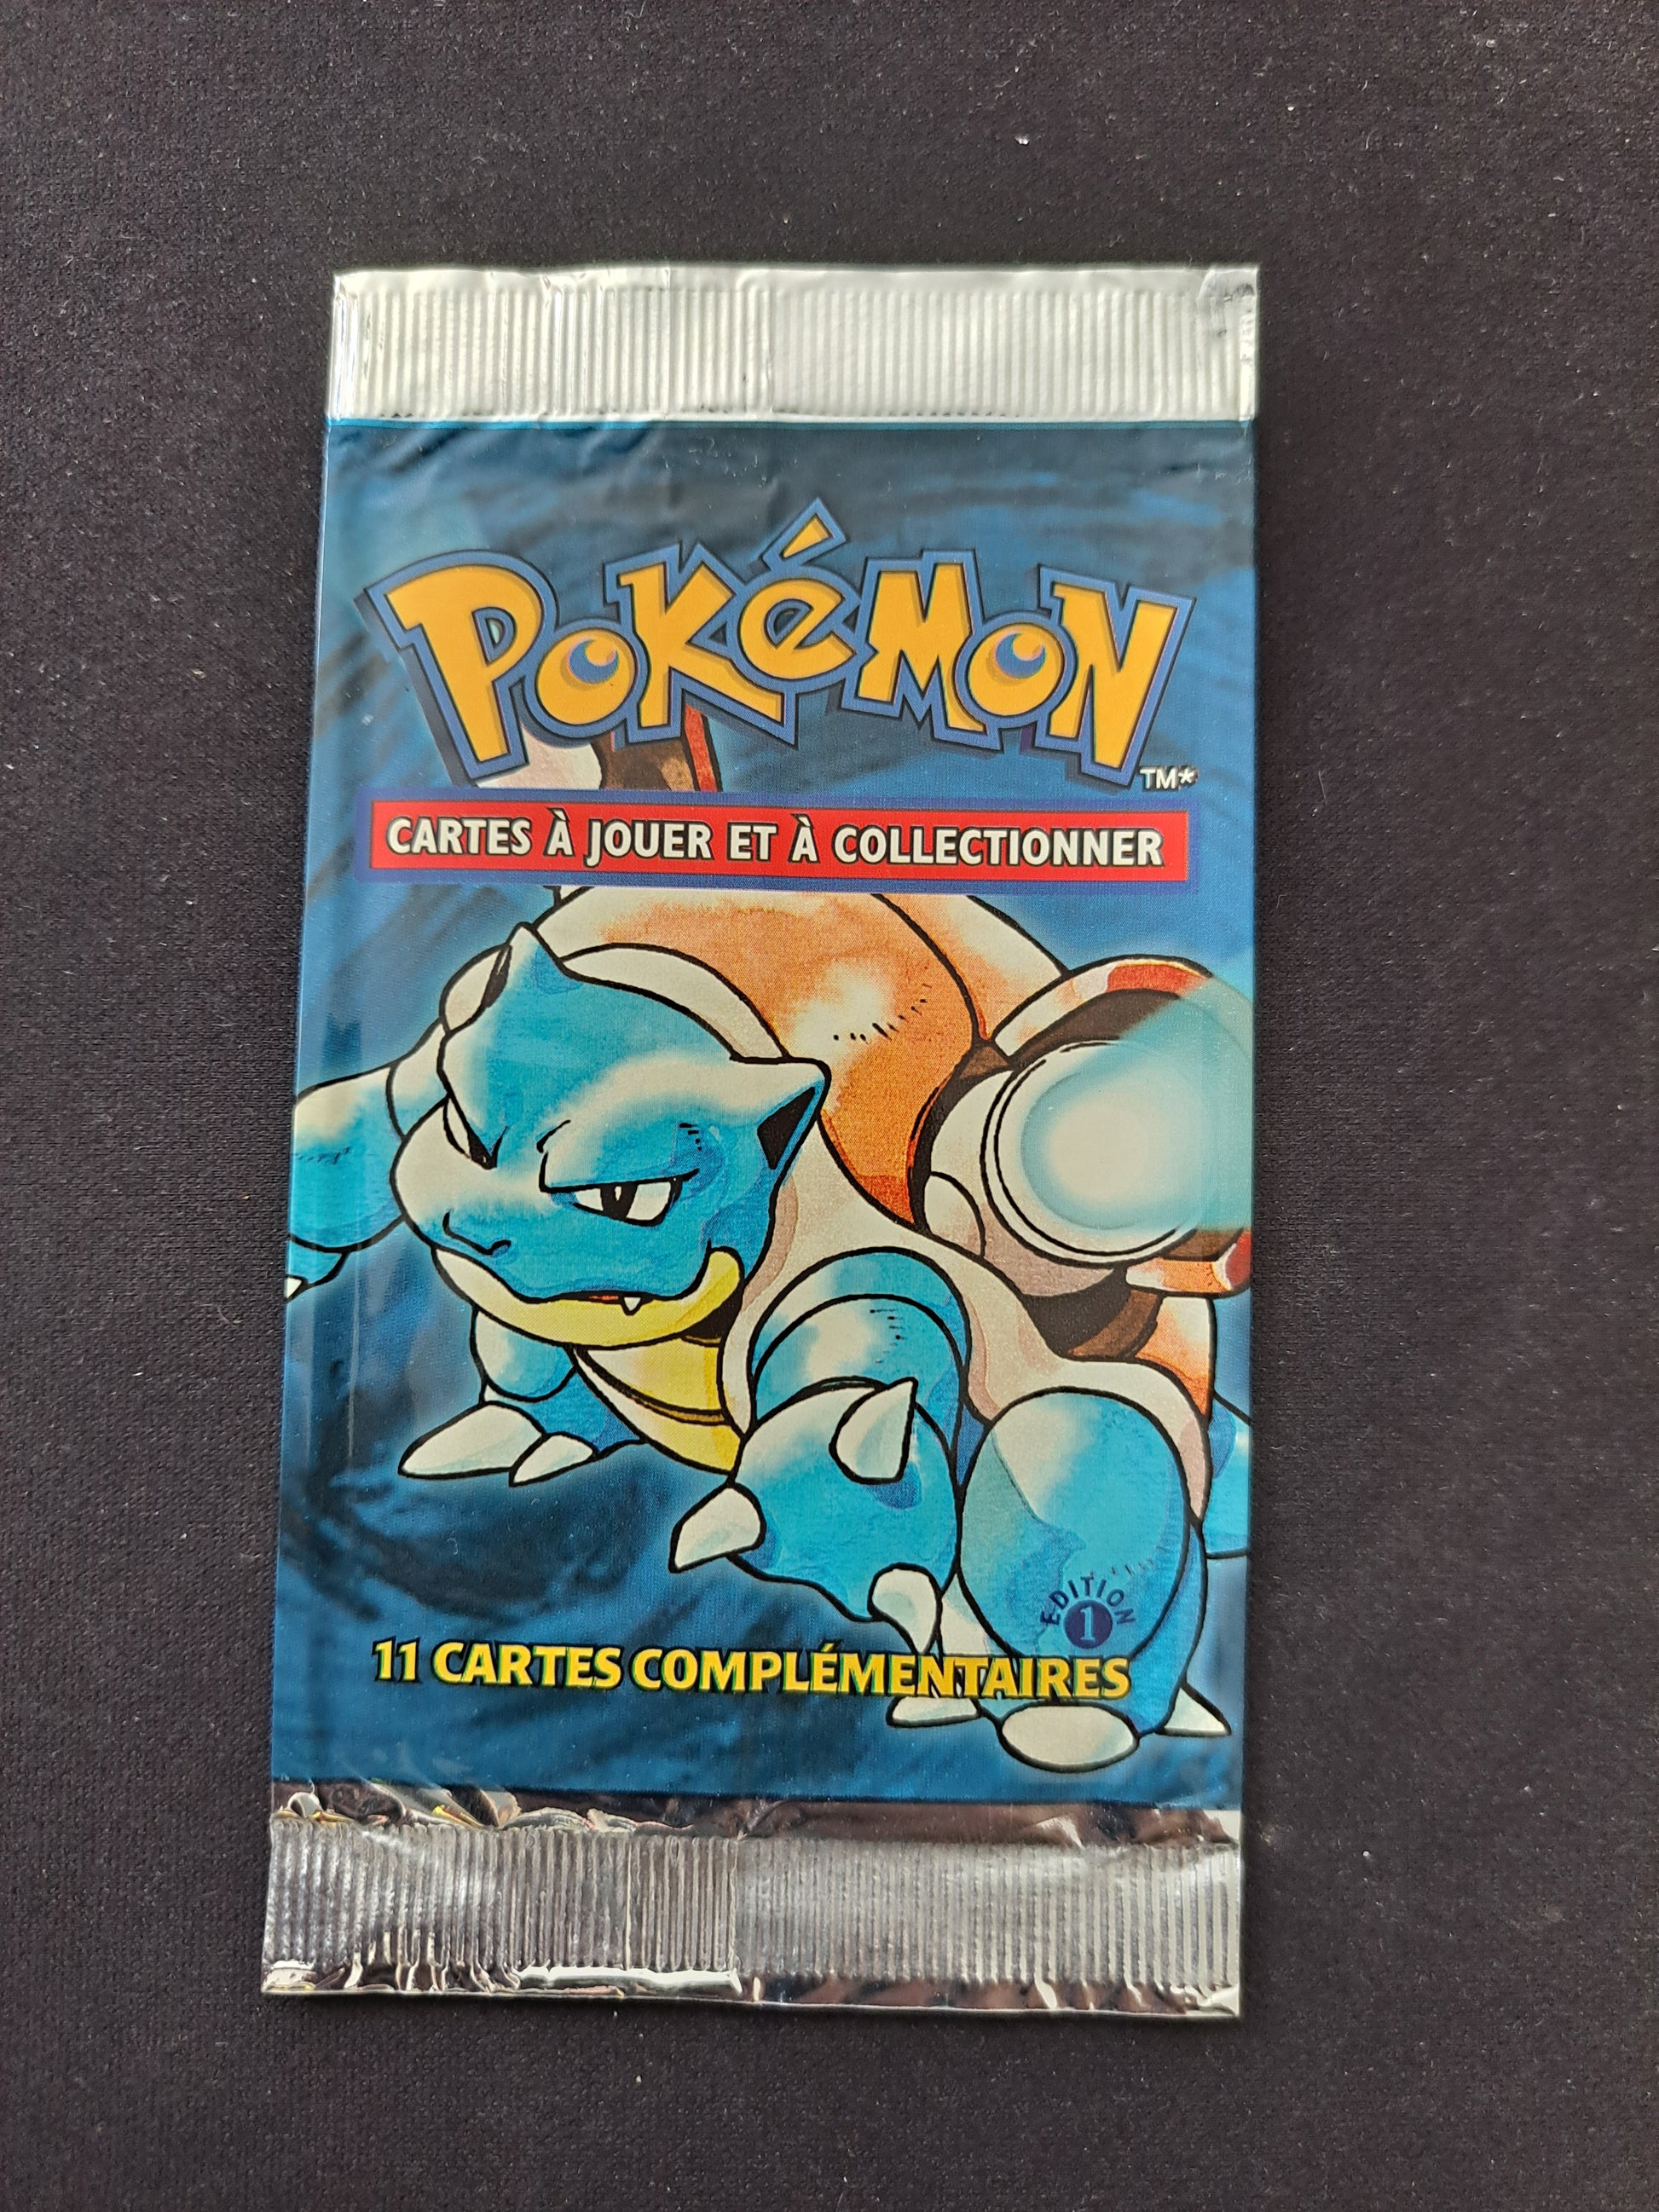 POKéMON
TM*
CARTES À JOUER ET À COLLECTIONNER
EDITION
1
11 CARTES COMPLÉMENTAIRES